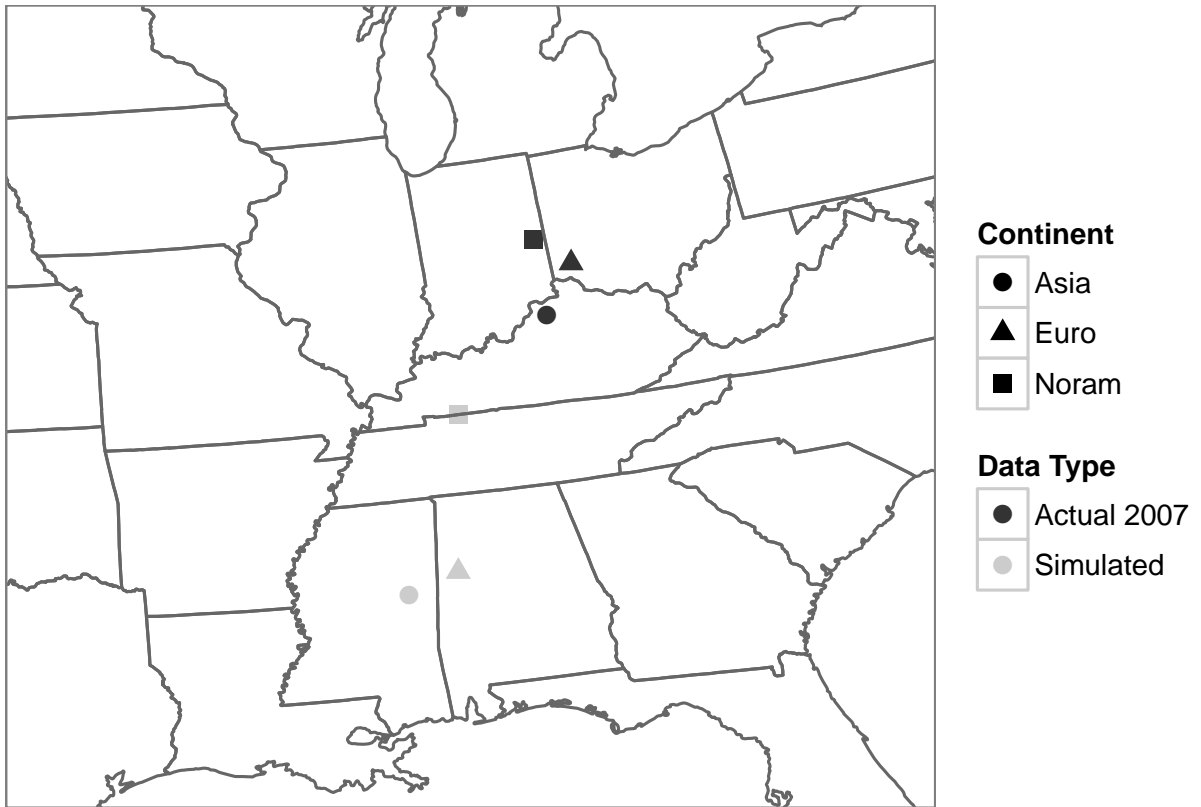 Continent
Asia
Euro
Noram
Data Type
Actual 2007
Simulated